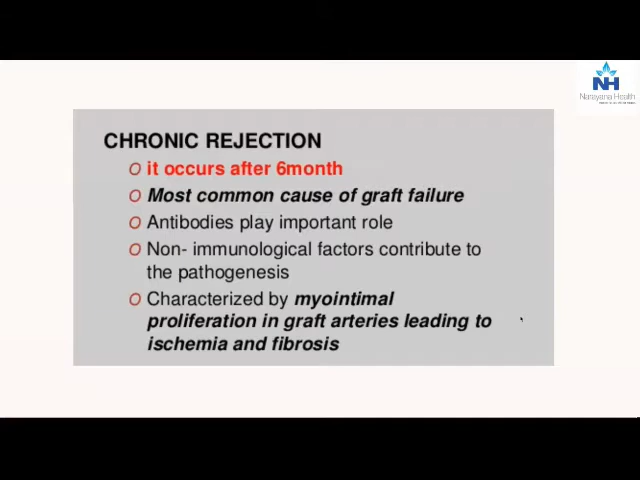 NH
Narayana Health
CHRONIC REJECTION
O it occurs after 6month
O Most common cause of graft failure
O Antibodies play important role
O Non- immunological factors contribute to
the pathogenesis
O Characterized by myointimal
proliferation in graft arteries leading to
ischemia and fibrosis